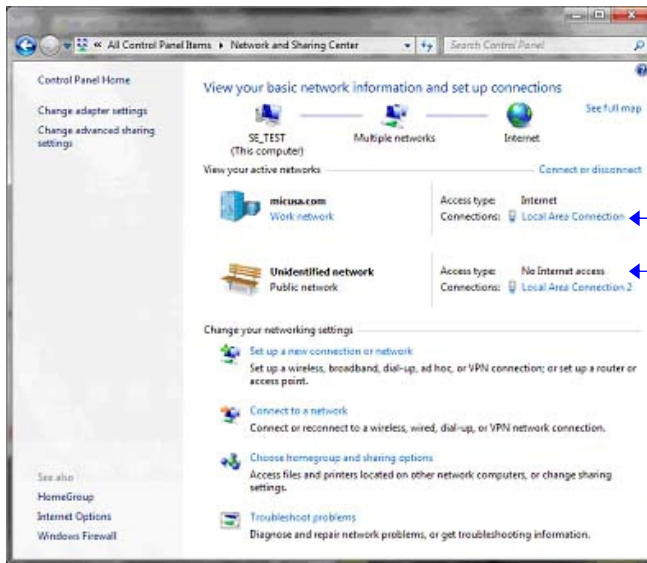 « All Control Panel Items ▸ Network and Sharing Center
Search Control Panel
Control Panel Home
Change adapter settings
Change advanced sharing
settings
See also
HomeGroup
Internet Options
Windows Firewall
View your basic network information and set up connections
See full map
SE_TEST
(This computer)
Multiple networks
Internet
View your active networks
Connect or disconnect
micusa.com
Work network
Access type: Internet
Connections: Local Area Connection
Unidentified network
Public network
Access type: No Internet access
Connections: Local Area Connection 2
Change your networking settings
Set up a new connection or network
Set up a wireless, broadband, dial-up, ad hoc, or VPN connection; or set up a router or
access point.
Connect to a network
Connect or reconnect to a wireless, wired, dial-up, or VPN network connection.
Choose homegroup and sharing options
Access files and printers located on other network computers, or change sharing
settings.
Troubleshoot problems
Diagnose and repair network problems, or get troubleshooting information.